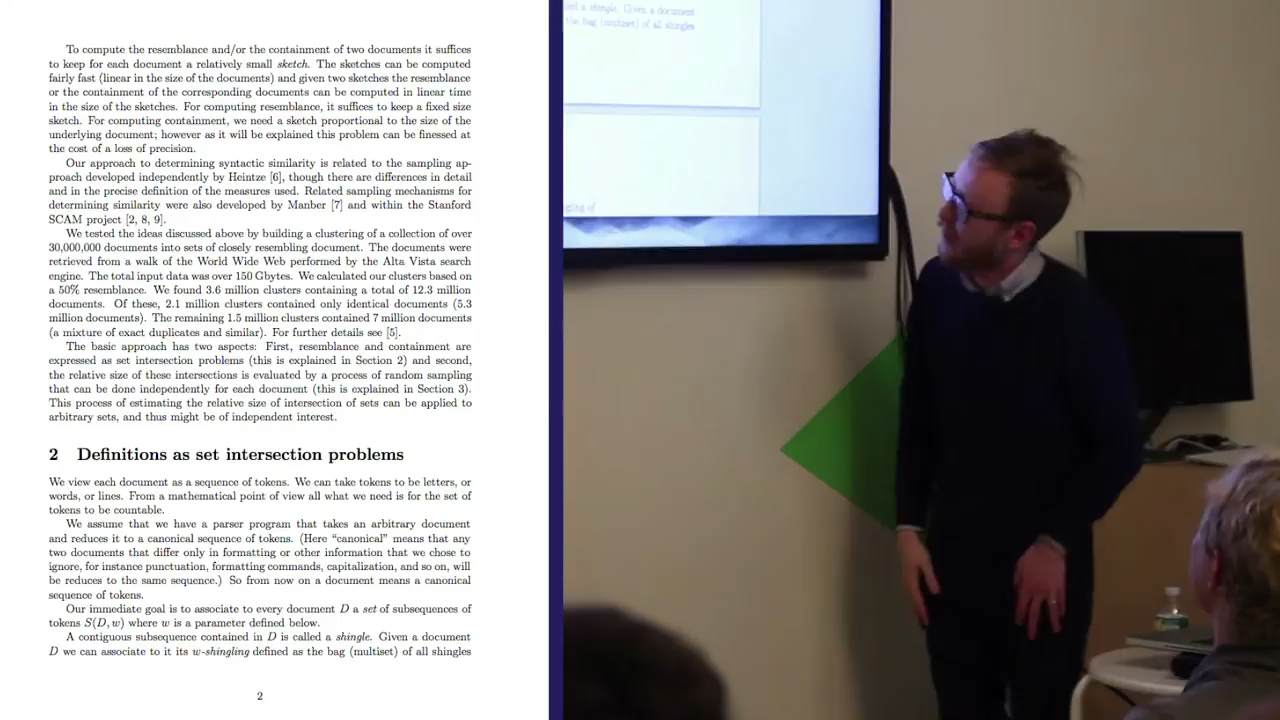 To compute the resemblance and/or the containment of two documents it suffices
to keep for each document a relatively small sketch. The sketches can be computed
fairly fast (linear in the size of the documents) and given two sketches the resemblance
or the containment of the corresponding documents can be computed in linear time
in the size of the sketches. For computing resemblance, it suffices to keep a fixed size
sketch. For computing containment, we need a sketch proportional to the size of the
underlying document; however as it will be explained this problem can be finessed at
the cost of a loss of precision.
Our approach to determining syntactic similarity is related to the sampling ap-
proach developed independently by Heintze [6], though there are differences in detail
and in the precise definition of the measures used. Related sampling mechanisms for
determining similarity were also developed by Manber [7] and within the Stanford
SCAM project [2, 8, 9].
We tested the ideas discussed above by building a clustering of a collection of over
30,000,000 documents into sets of closely resembling document. The documents were
retrieved from a walk of the World Wide Web performed by the Alta Vista search
engine. The total input data was over 150 Gbytes. We calculated our clusters based on
a 50% resemblance. We found 3.6 million clusters containing a total of 12.3 million
documents. Of these, 2.1 million clusters contained only identical documents (5.3
million documents). The remaining 1.5 million clusters contained 7 million documents
(a mixture of exact duplicates and similar). For further details see [5].
The basic approach has two aspects: First, resemblance and containment are
expressed as set intersection problems (this is explained in Section 2) and second,
the relative size of these intersections is evaluated by a process of random sampling
that can be done independently for each document (this is explained in Section 3).
This process of estimating the relative size of intersection of sets can be applied to
arbitrary sets, and thus might be of independent interest.
2 Definitions as set intersection problems
We view each document as a sequence of tokens. We can take tokens to be letters, or
words, or lines. From a mathematical point of view all what we need is for the set of
tokens to be countable.
We assume that we have a parser program that takes an arbitrary document
and reduces it to a canonical sequence of tokens. (Here “canonical” means that any
two documents that differ only in formatting or other information that we chose to
ignore, for instance punctuation, formatting commands, capitalization, and so on, will
be reduced to the same sequence.) So from now on a document means a canonical
sequence of tokens.
Our immediate goal is to associate to every document D a set of subsequences of
tokens S(D, w) where w is a parameter defined below.
A contiguous subsequence contained in D is called a shingle. Given a document
D we can associate to it its w-shingling defined as the bag (multiset) of all shingles
2
a shingle. Given a document
the bag (multiset) of all shingles
of